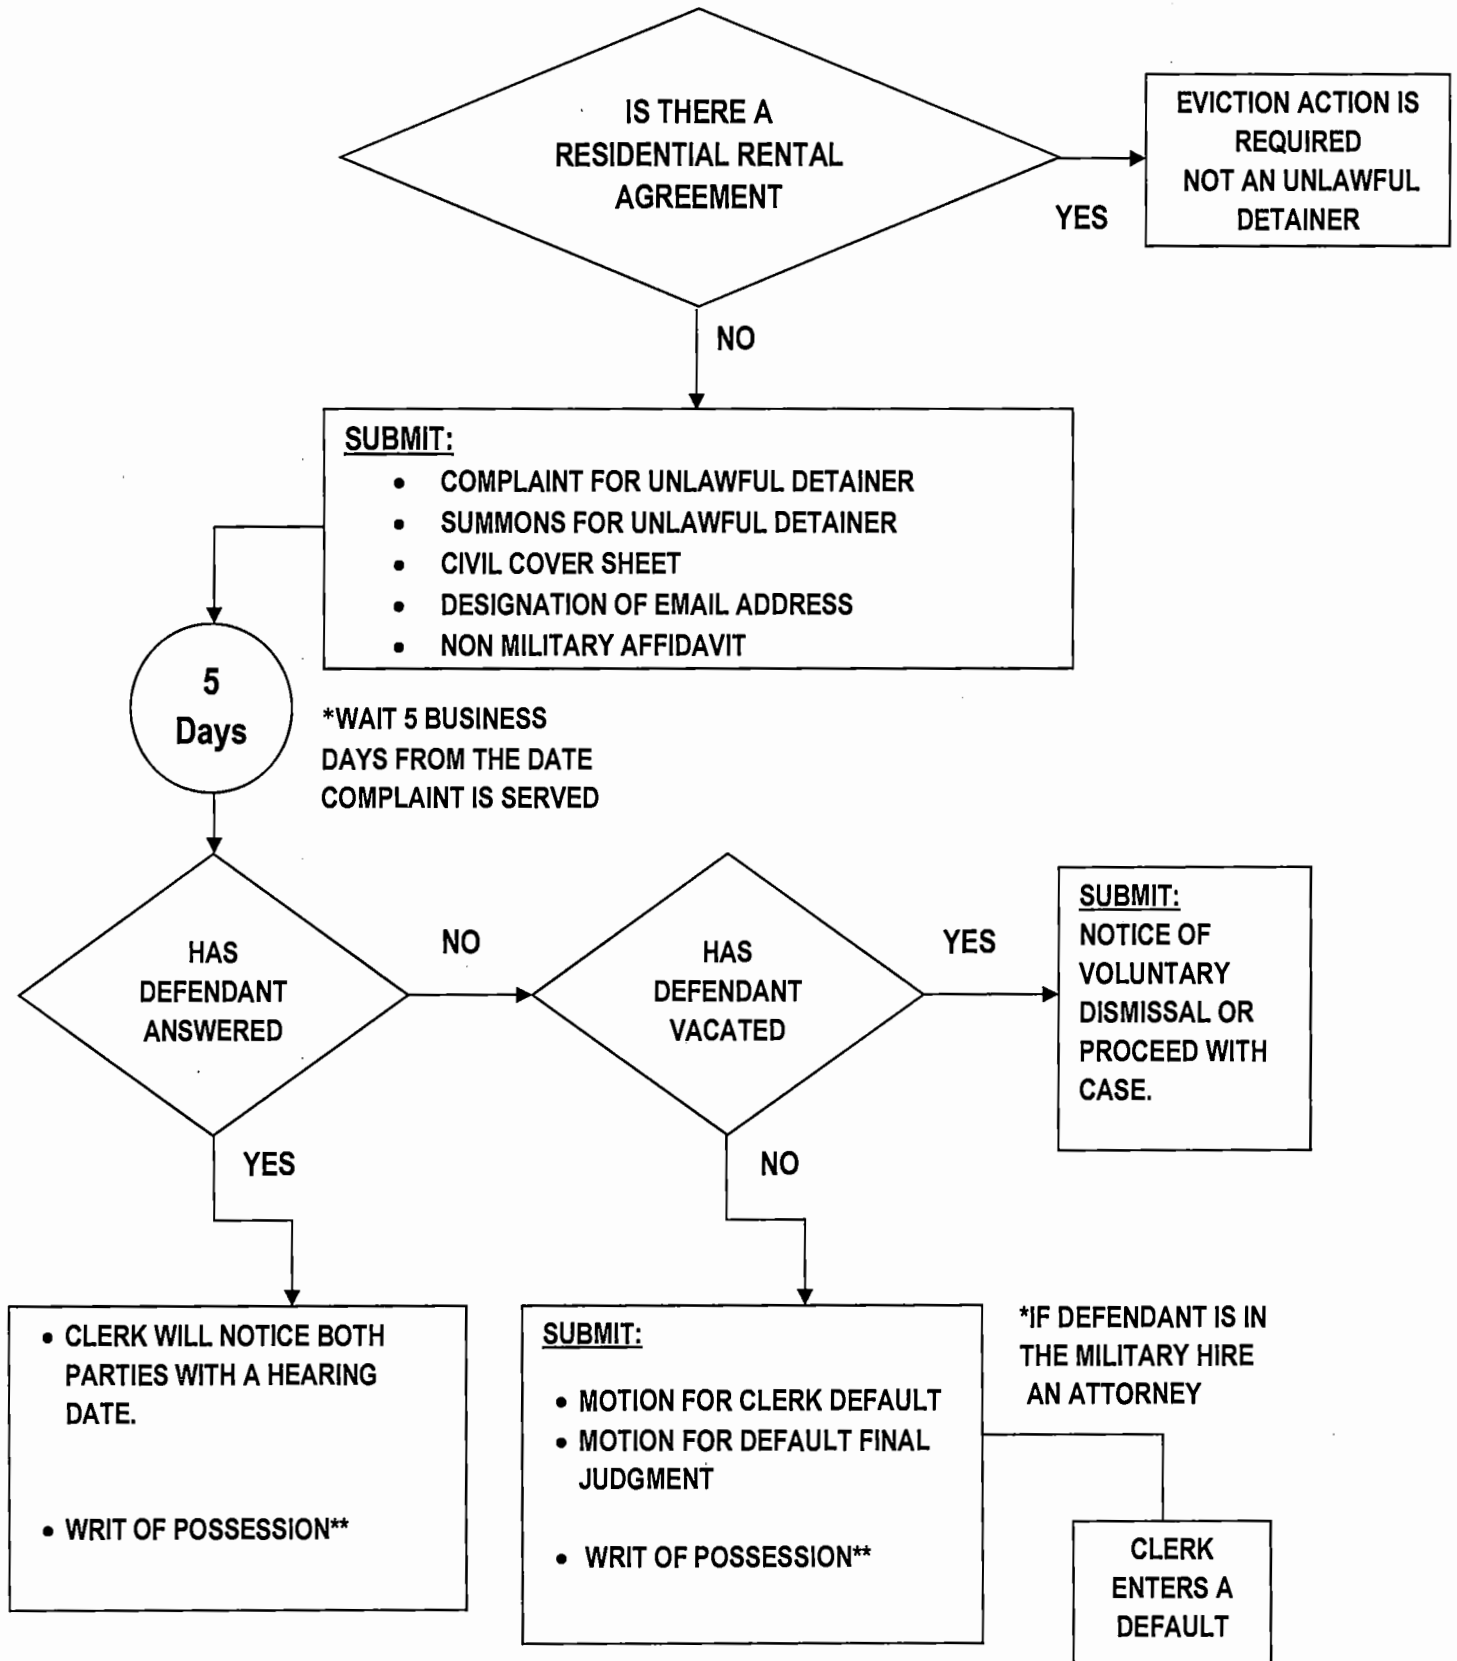 IS THERE A
RESIDENTIAL RENTAL
AGREEMENT
EVICTION ACTION IS
REQUIRED
NOT AN UNLAWFUL
DETAINER
YES
NO
SUBMIT:
• COMPLAINT FOR UNLAWFUL DETAINER
• SUMMONS FOR UNLAWFUL DETAINER
• CIVIL COVER SHEET
• DESIGNATION OF EMAIL ADDRESS
• NON MILITARY AFFIDAVIT
5
Days
*WAIT 5 BUSINESS
DAYS FROM THE DATE
COMPLAINT IS SERVED
HAS
DEFENDANT
ANSWERED
NO
HAS
DEFENDANT
VACATED
YES
SUBMIT:
NOTICE OF
VOLUNTARY
DISMISSAL OR
PROCEED WITH
CASE.
YES
NO
• CLERK WILL NOTICE BOTH
PARTIES WITH A HEARING
DATE.
• WRIT OF POSSESSION**
SUBMIT:
• MOTION FOR CLERK DEFAULT
• MOTION FOR DEFAULT FINAL
JUDGMENT
• WRIT OF POSSESSION**
*IF DEFENDANT IS IN
THE MILITARY HIRE
AN ATTORNEY
CLERK
ENTERS A
DEFAULT